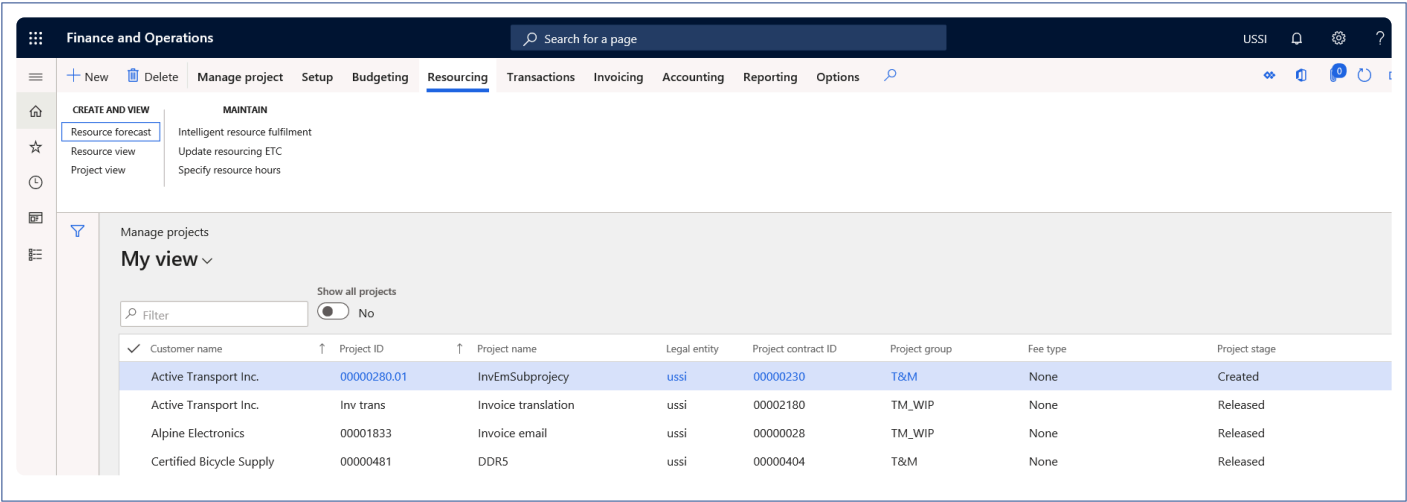 Finance and Operations Search for a page USSI ?
New Delete Manage project Setup Budgeting Resourcing Transactions Invoicing Accounting Reporting Options 0
CREATE AND VIEW MAINTAIN
Resource forecast Intelligent resource fulfilment
Resource view Update resourcing ETC
Project view Specify resource hours
Manage projects
My view
Show all projects
Filter No
Customer name Project ID Project name Legal entity Project contract ID Project group Fee type Project stage
Active Transport Inc. 00000280.01 InvEmSubprojecy ussi 00000230 T&M None Created
Active Transport Inc. Inv trans Invoice translation ussi 00002180 TM_WIP None Released
Alpine Electronics 00001833 Invoice email ussi 00000028 TM_WIP None Released
Certified Bicycle Supply 00000481 DDR5 ussi 00000404 T&M None Released